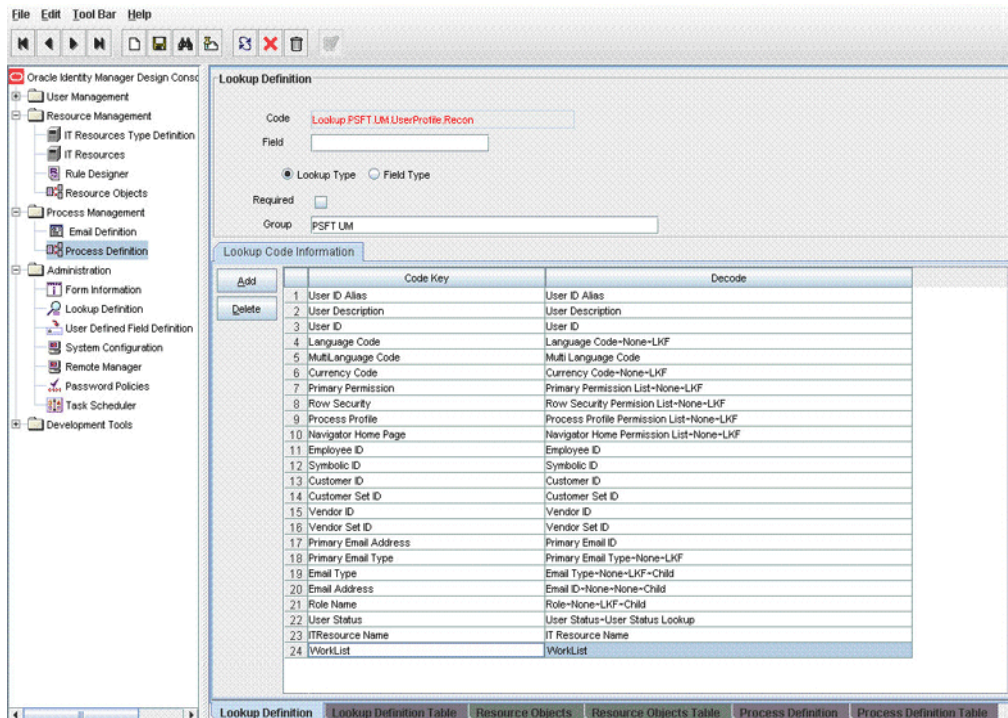 File Edit Tool Bar Help
Oracle Identity Manager Design Consc
User Management
Resource Management
IT Resources Type Definition
IT Resources
Rule Designer
Resource Objects
Process Management
Email Definition
Process Definition
Administration
Form Information
Lookup Definition
User Defined Field Definition
System Configuration
Remote Manager
Password Policies
Task Scheduler
Development Tools
Lookup Definition
Code Lookup.PSFT.UM.UserProfile.Recon
Field
Lookup Type Field Type
Required
Group PSFT UM
Lookup Code Information
Add
Delete
Code Key Decode
1 User ID Alias User ID Alias
2 User Description User Description
3 User ID User ID
4 Language Code Language Code~None~LKF
5 MultiLanguage Code Multi Language Code
6 Currency Code Currency Code~None~LKF
7 Primary Permission Primary Permission List~None~LKF
8 Row Security Row Security Permision List~None~LKF
9 Process Profile Process Profile Permission List~None~LKF
10 Navigator Home Page Navigator Home Permission List~None~LKF
11 Employee ID Employee ID
12 Symbolic ID Symbolic ID
13 Customer ID Customer ID
14 Customer Set ID Customer Set ID
15 Vendor ID Vendor ID
16 Vendor Set ID Vendor Set ID
17 Primary Email Address Primary Email ID
18 Primary Email Type Primary Email Type~None~LKF
19 Email Type Email Type~None~LKF~Child
20 Email Address Email ID~None~None~Child
21 Role Name Role~None~LKF~Child
22 User Status User Status~User Status Lookup
23 ITResource Name IT Resource Name
24 WorkList WorkList
Lookup Definition Lookup Definition Table Resource Objects Resource Objects Table Process Definition Process Definition Table